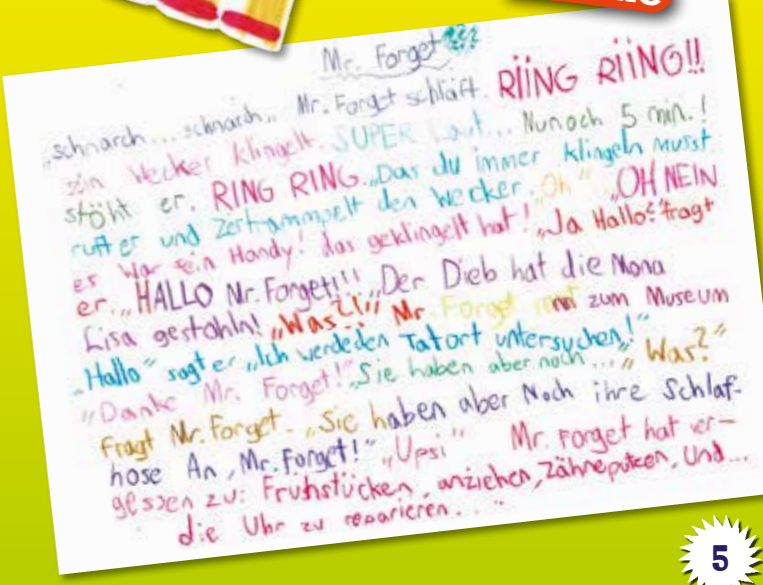 Mr. Forget???
„schnarch... schnarch„ Mr. Forget schläft. RIING RIING!!
sein Wecker klingelt. SUPER Laut... Nunoch 5 min.!
stöht er. RING RING. „Das du immer klingeln musst
ruft er und zertrammpelt den Wecker. „Oh" „OH NEIN
es war sein Handy! das geklingelt hat! „Ja Hallo?" fragt
er. „HALLO Mr. Forget!!! „Der Dieb hat die Mona
Lisa gestohln! „Was?!" Mr. Forget zum Museum
„Hallo" sagt er „Ich werde den Tatort untersuchen!"
„Danke Mr. Forget!" „Sie haben aber noch..." „Was?"
fragt Mr. Forget. „Sie haben aber Noch ihre Schlaf-
hose An, Mr. Forget!" „Upsi" Mr. Forget hat ver-
gessen zu: Fruhstücken, anziehen, Zähneputzen, Und...
die Uhr zu reparieren...
5